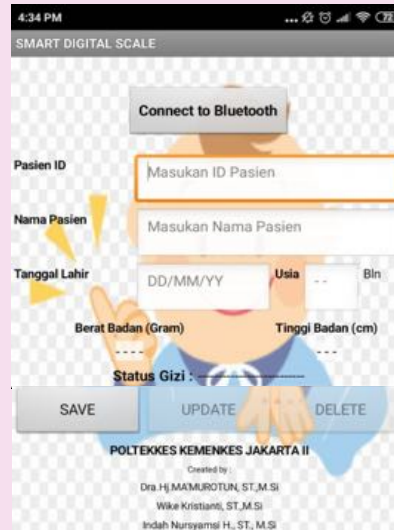 4:34 PM ... 72
SMART DIGITAL SCALE
Connect to Bluetooth
Pasien ID Masukan ID Pasien
Nama Pasien Masukan Nama Pasien
Tanggal Lahir DD/MM/YY Usia -- Bln
Berat Badan (Gram) Tinggi Badan (cm)
---- ---
Status Gizi : --------------------
SAVE UPDATE DELETE
POLTEKKES KEMENKES JAKARTA II
Created by :
Dra.Hj.MA'MUROTUN, ST.,M.Si
Wike Kristianti, ST.,M.Si
Indah Nursyamsi H., ST., M.Si